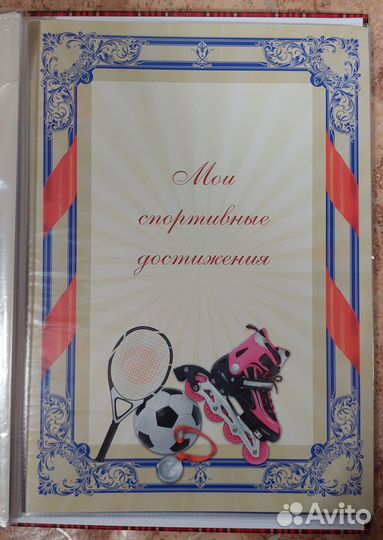 Мои
спортивные
достижения
Avito